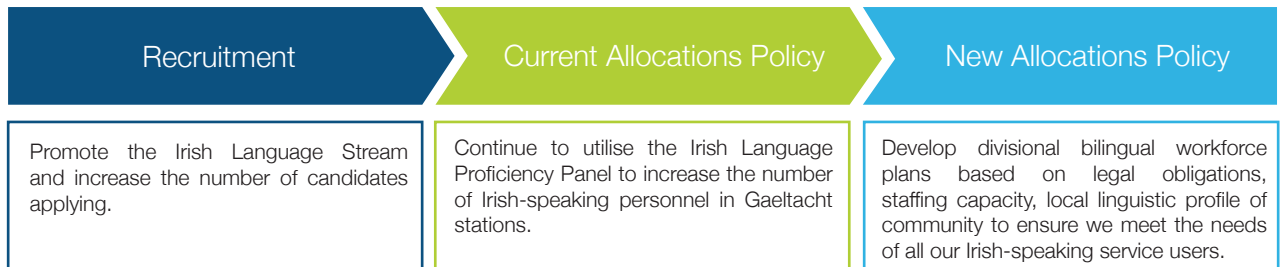 Recruitment
Current Allocations Policy
New Allocations Policy
Promote the Irish Language Stream
and increase the number of candidates
applying.
Continue to utilise the Irish Language
Proficiency Panel to increase the number
of Irish-speaking personnel in Gaeltacht
stations.
Develop divisional bilingual workforce
plans based on legal obligations,
staffing capacity, local linguistic profile of
community to ensure we meet the needs
of all our Irish-speaking service users.